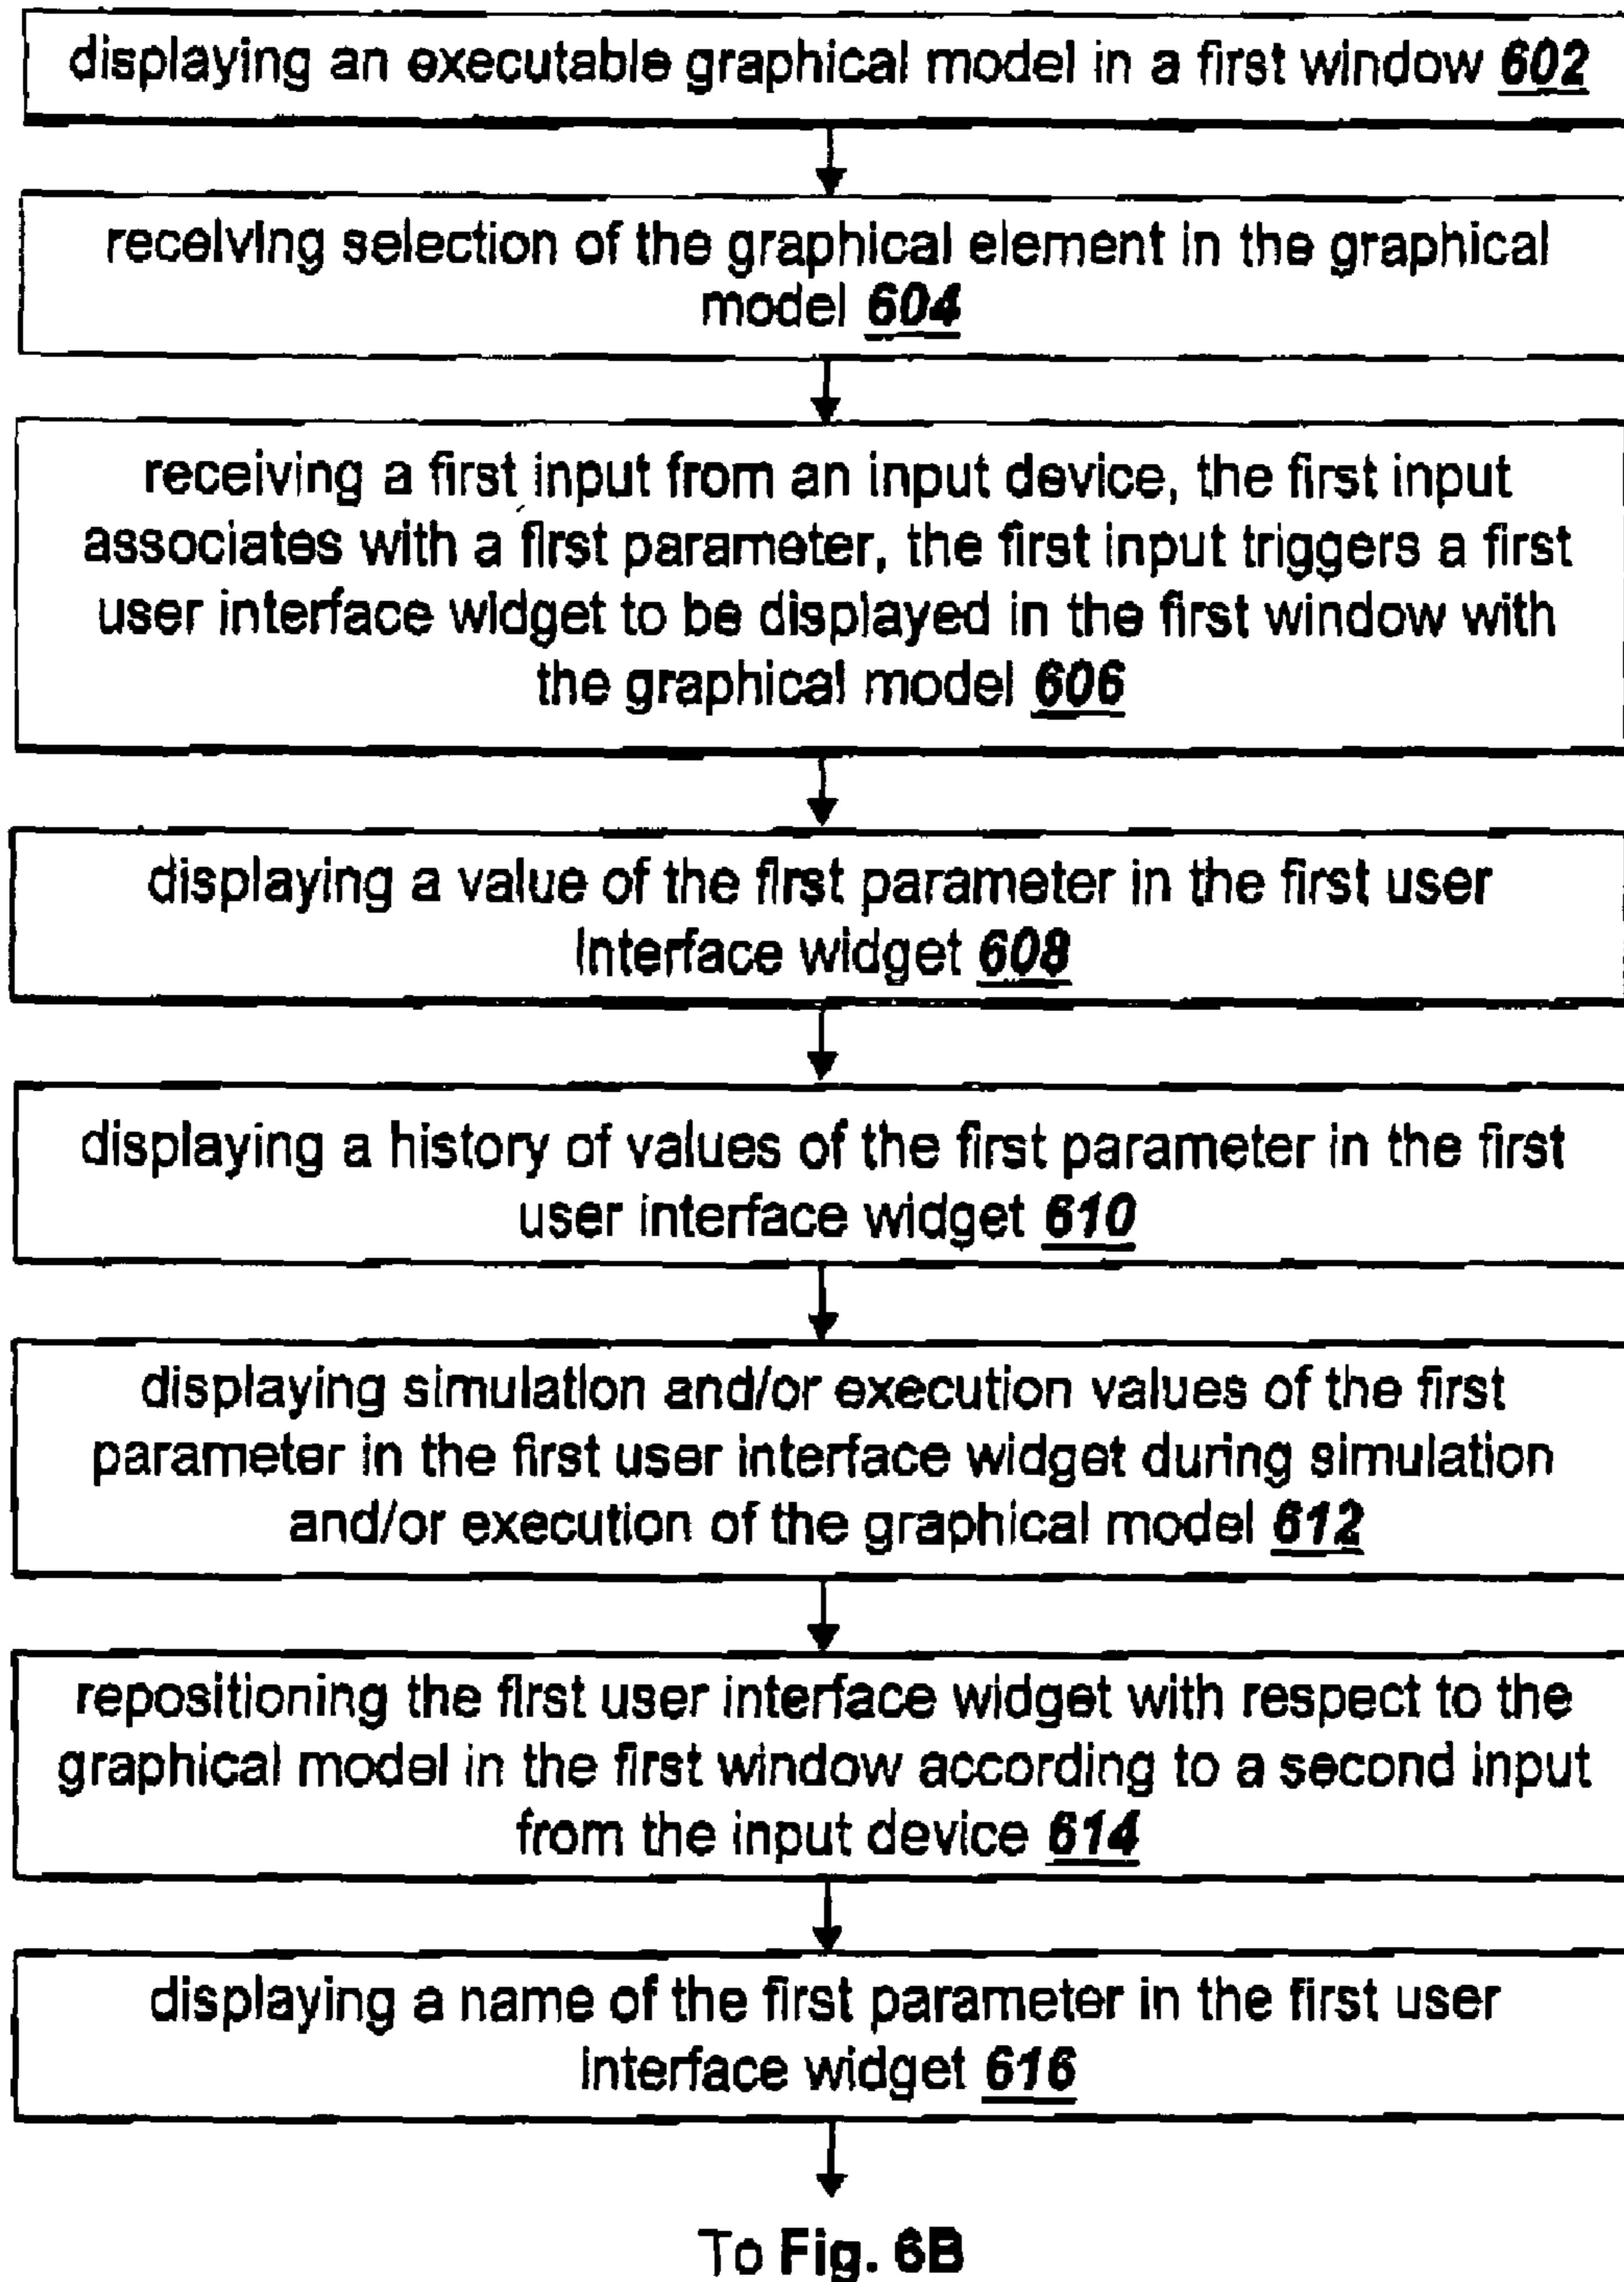 displaying an executable graphical model in a first window 602
receiving selection of the graphical element in the graphical
model 604
receiving a first input from an input device, the first input
associates with a first parameter, the first input triggers a first
user interface widget to be displayed in the first window with
the graphical model 606
displaying a value of the first parameter in the first user
interface widget 608
displaying a history of values of the first parameter in the first
user interface widget 610
displaying simulation and/or execution values of the first
parameter in the first user interface widget during simulation
and/or execution of the graphical model 612
repositioning the first user interface widget with respect to the
graphical model in the first window according to a second input
from the input device 614
displaying a name of the first parameter in the first user
interface widget 616
To Fig. 6B